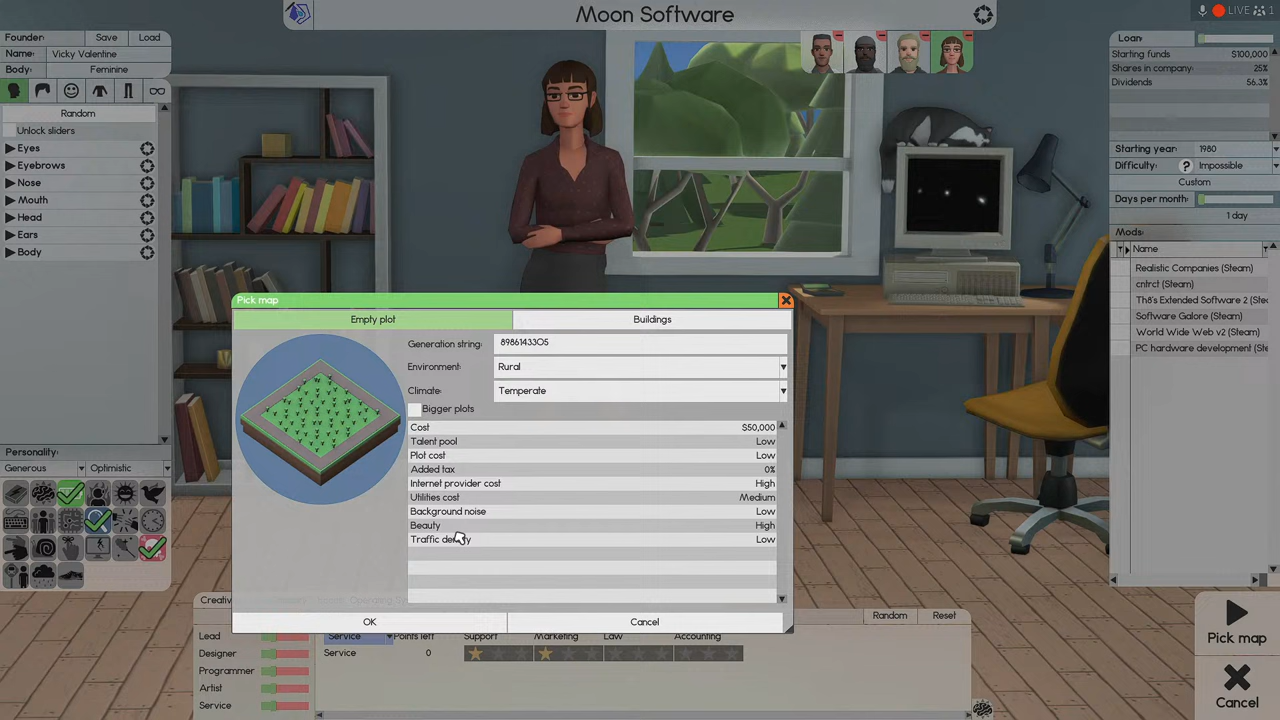 Moon Software
LIVE 1
Founder: Save Load
Name: Vicky Valentine
Body: Feminine
Random
Unlock sliders
Eyes
Eyebrows
Nose
Mouth
Head
Ears
Body
Personality:
Generous Optimistic
Loan:
Starting funds $100,000
Shares in company: 25%
Dividends 56.3%
Starting year: 1980
Difficulty: ? Impossible
Custom
Days per month:
1 day
Mods:
Name
Realistic Companies (Steam)
cntrct (Steam)
Th8's Extended Software 2 (Ste
Software Galore (Steam)
World Wide Web v2 (Steam)
PC hardware development (Ste
Pick map
Empty plot Buildings
Generation string: 8986143305
Environment: Rural
Climate: Temperate
Bigger plots
Cost $50,000
Talent pool Low
Plot cost Low
Added tax 0%
Internet provider cost High
Utilities cost Medium
Background noise Low
Beauty High
Traffic de y Low
OK Cancel
Creativ
Random Reset
Lead
Designer
Programmer
Artist
Service
Service Points left Support Marketing Law Accounting
Service 0
Pick map
Cancel